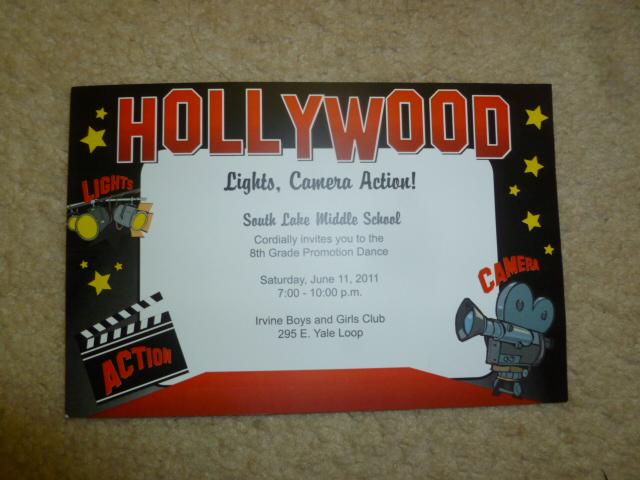 HOLLYWOOD
Lights, Camera Action!
LIGHTS
South Lake Middle School
Cordially invites you to the
8th Grade Promotion Dance
Saturday, June 11, 2011
7:00 - 10:00 p.m.
CAMERA
Irvine Boys and Girls Club
295 E. Yale Loop
ACTION